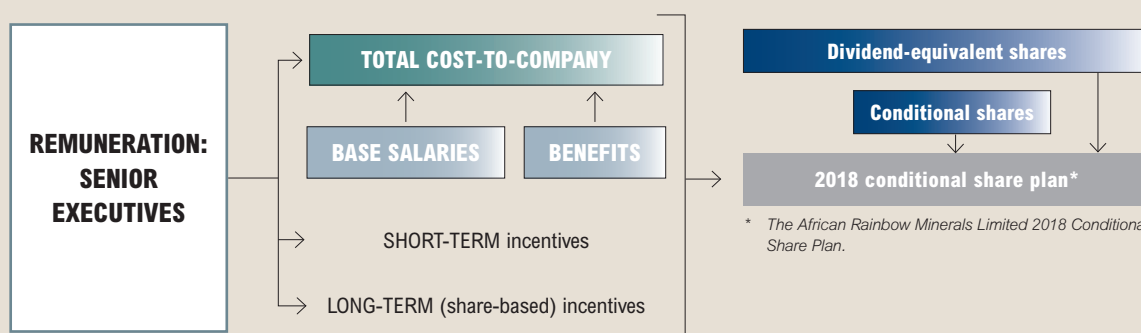 REMUNERATION:
SENIOR
EXECUTIVES
TOTAL COST-TO-COMPANY
BASE SALARIES
BENEFITS
SHORT-TERM incentives
LONG-TERM (share-based) incentives
Dividend-equivalent shares
Conditional shares
2018 conditional share plan*
* The African Rainbow Minerals Limited 2018 Conditiona
Share Plan.